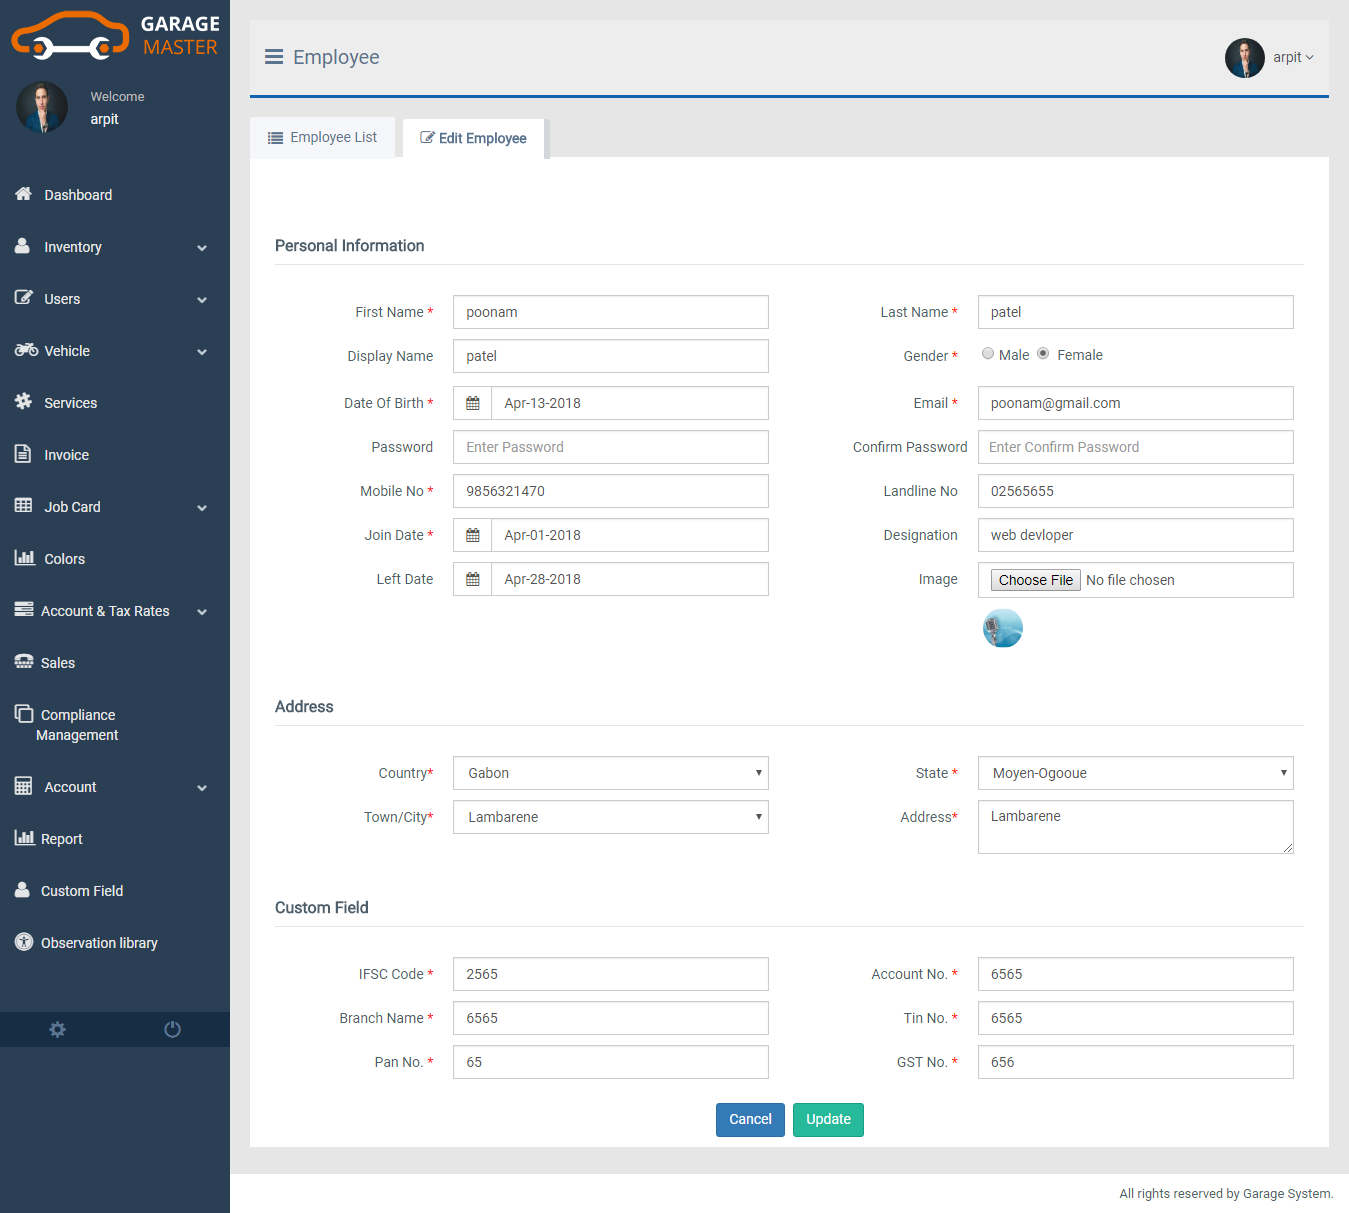 GARAGE
MASTER
Welcome
arpit
Dashboard
Inventory
Users
Vehicle
Services
Invoice
Job Card
Colors
Account & Tax Rates
Sales
Compliance
Management
Account
Report
Custom Field
Observation library
Employee
arpit
Employee List
Edit Employee
Personal Information
First Name * poonam
Last Name * patel
Display Name patel
Gender * Male Female
Date Of Birth * Apr-13-2018
Email * poonam@gmail.com
Password Enter Password
Confirm Password Enter Confirm Password
Mobile No * 9856321470
Landline No 02565655
Join Date * Apr-01-2018
Designation web devloper
Left Date Apr-28-2018
Image Choose File No file chosen
Address
Country* Gabon
State * Moyen-Ogooue
Town/City* Lambarene
Address* Lambarene
Custom Field
IFSC Code * 2565
Account No. * 6565
Branch Name * 6565
Tin No. * 6565
Pan No. * 65
GST No. * 656
Cancel Update
All rights reserved by Garage System.